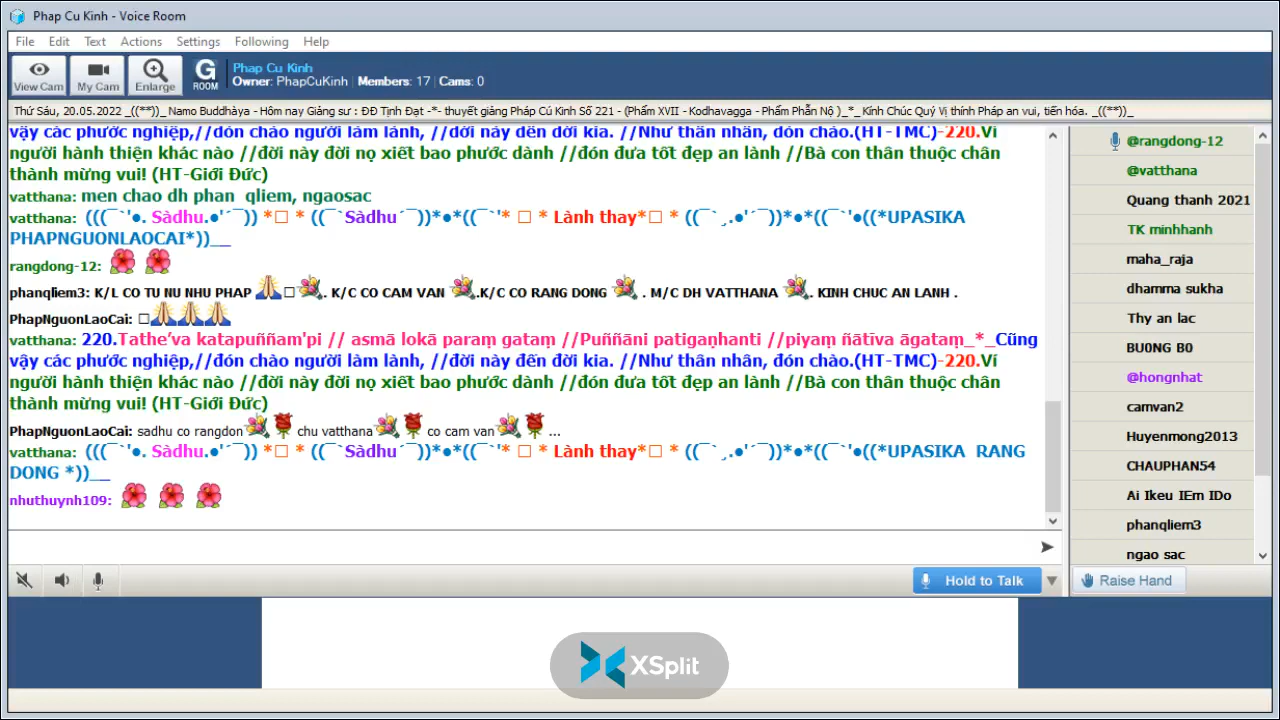 Phap Cu Kinh - Voice Room
File Edit Text Actions Settings Following Help
View Cam My Cam Enlarge G ROOM
Phap Cu Kinh
Owner: PhapCuKinh | Members: 17 | Cams: 0
Thứ Sáu, 20.05.2022 _((**))_ Namo Buddhàya - Hôm nay Giảng sư : ĐĐ Tịnh Đạt -*- thuyết giảng Pháp Cú Kinh Số 221 - (Phẩm XVII - Kodhavagga - Phẩm Phẫn Nộ )_*_ Kính Chúc Quý Vị thính Pháp an vui, tiến hóa. _((**))_
vậy các phước nghiệp,//đón chào người làm lành, //đời này đến đời kia. //Như thân nhân, đón chào.(HT-TMC)-220.Ví
người hành thiện khác nào //đời này đời nọ xiết bao phước dành //đón đưa tốt đẹp an lành //Bà con thân thuộc chân
thành mừng vui! (HT-Giới Đức)
vatthana: men chao dh phan qliem, ngaosac
vatthana: (((¯`'•. Sàdhu.•'´¯)) *□ * ((¯`Sàdhu´¯))*•*((¯`'* □ * Lành thay*□ * ((¯`¸.•'´¯))*•*((¯`'•((*UPASIKA
PHAPNGUONLAOCAI*))__
rangdong-12:
phanqliem3: K/L CO TU NU NHU PHAP □. K/C CO CAM VAN .K/C CO RANG DONG . M/C DH VATTHANA . KINH CHUC AN LANH .
PhapNguonLaoCai: □
vatthana: 220.Tathe’va katapuññam'pi // asmā lokā paraṃ gataṃ //Puññāni patigaṇhanti //piyaṃ ñātīva āgataṃ_*_Cũng
vậy các phước nghiệp,//đón chào người làm lành, //đời này đến đời kia. //Như thân nhân, đón chào.(HT-TMC)-220.Ví
người hành thiện khác nào //đời này đời nọ xiết bao phước dành //đón đưa tốt đẹp an lành //Bà con thân thuộc chân
thành mừng vui! (HT-Giới Đức)
PhapNguonLaoCai: sadhu co rangdon chu vatthana co cam van ...
vatthana: (((¯`'•. Sàdhu.•'´¯)) *□ * ((¯`Sàdhu´¯))*•*((¯`'* □ * Lành thay*□ * ((¯`¸.•'´¯))*•*((¯`'•((*UPASIKA RANG
DONG *))__
nhuthuynh109:
@rangdong-12
@vatthana
Quang thanh 2021
TK minhhanh
maha_raja
dhamma sukha
Thy an lac
BU0NG B0
@hongnhat
camvan2
Huyenmong2013
CHAUPHAN54
Ai Ikeu IEm IDo
phanqliem3
ngao sac
Hold to Talk
Raise Hand
XSplit